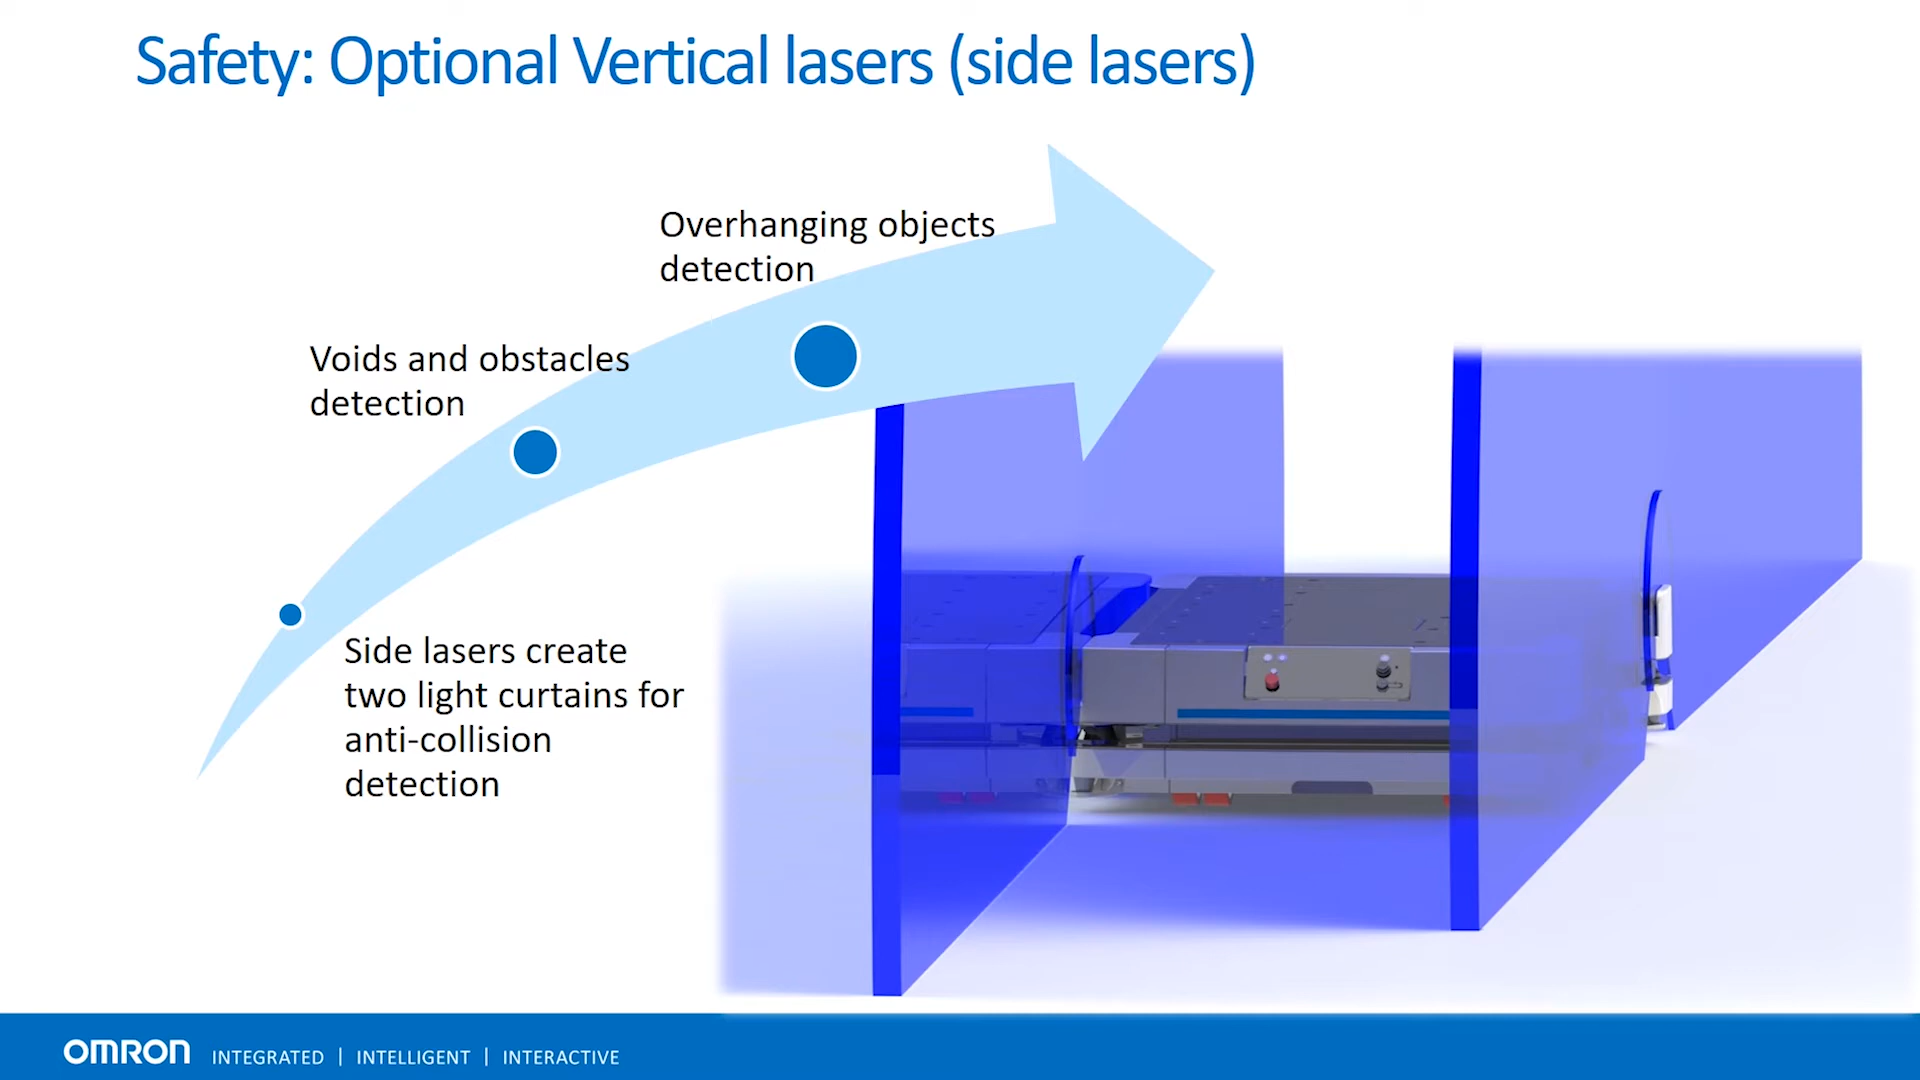 Safety: Optional Vertical lasers (side lasers)
Overhanging objects
detection
Voids and obstacles
detection
Side lasers create
two light curtains for
anti-collision
detection
OMRON INTEGRATED | INTELLIGENT | INTERACTIVE